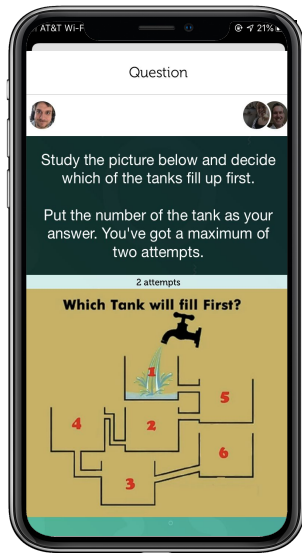 AT&T Wi-F
21%
Question
Study the picture below and decide
which of the tanks fill up first.
Put the number of the tank as your
answer. You've got a maximum of
two attempts.
2 attempts
Which Tank will fill First?
1
5
4
2
6
3